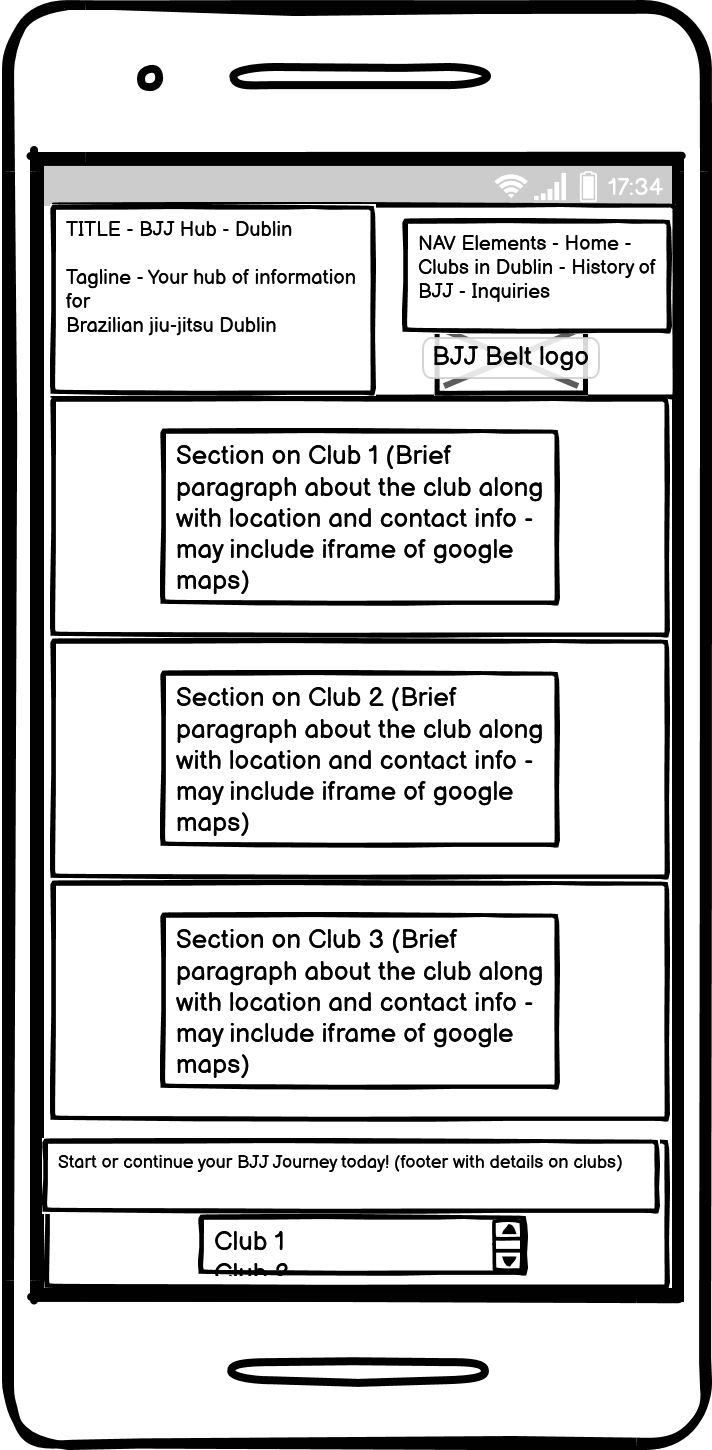 17:34
TITLE - BJJ Hub - Dublin
Tagline - Your hub of information
for
Brazilian jiu-jitsu Dublin
NAV Elements - Home -
Clubs in Dublin - History of
BJJ - Inquiries
BJJ Belt logo
Section on Club 1 (Brief
paragraph about the club along
with location and contact info -
may include iframe of google
maps)
Section on Club 2 (Brief
paragraph about the club along
with location and contact info -
may include iframe of google
maps)
Section on Club 3 (Brief
paragraph about the club along
with location and contact info -
may include iframe of google
maps)
Start or continue your BJJ Journey today! (footer with details on clubs)
Club 1
Club 2